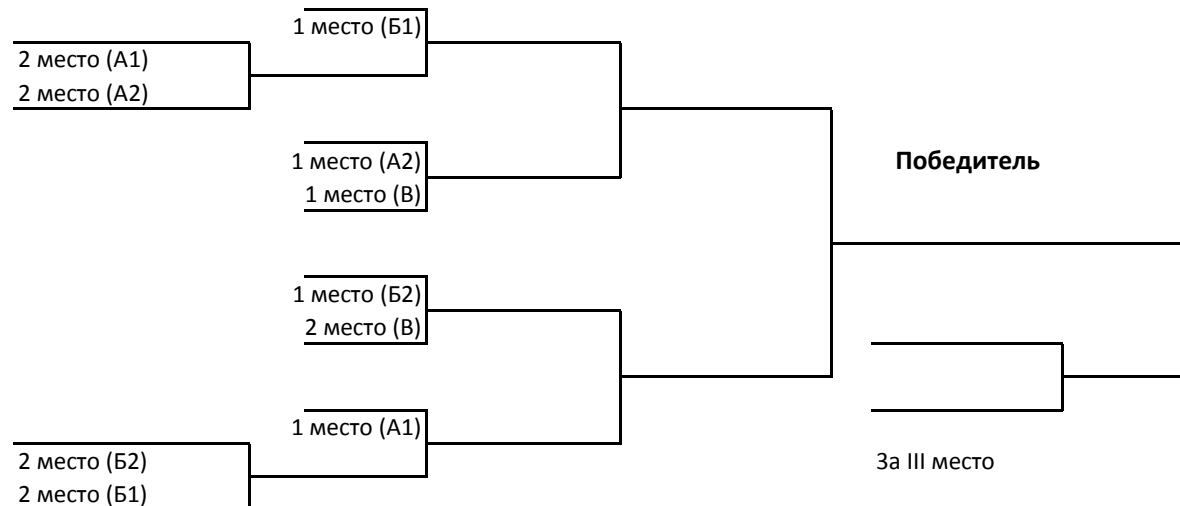 1 место (Б1)
2 место (А1)
2 место (А2)
1 место (А2)
Победитель
1 место (В)
1 место (Б2)
2 место (В)
1 место (А1)
2 место (Б2)
За III место
2 место (Б1)